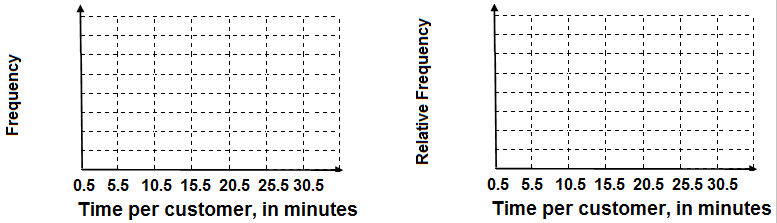 Frequency
0.5 5.5 10.5 15.5 20.5 25.5 30.5
Time per customer, in minutes
Relative Frequency
0.5 5.5 10.5 15.5 20.5 25.5 30.5
Time per customer, in minutes